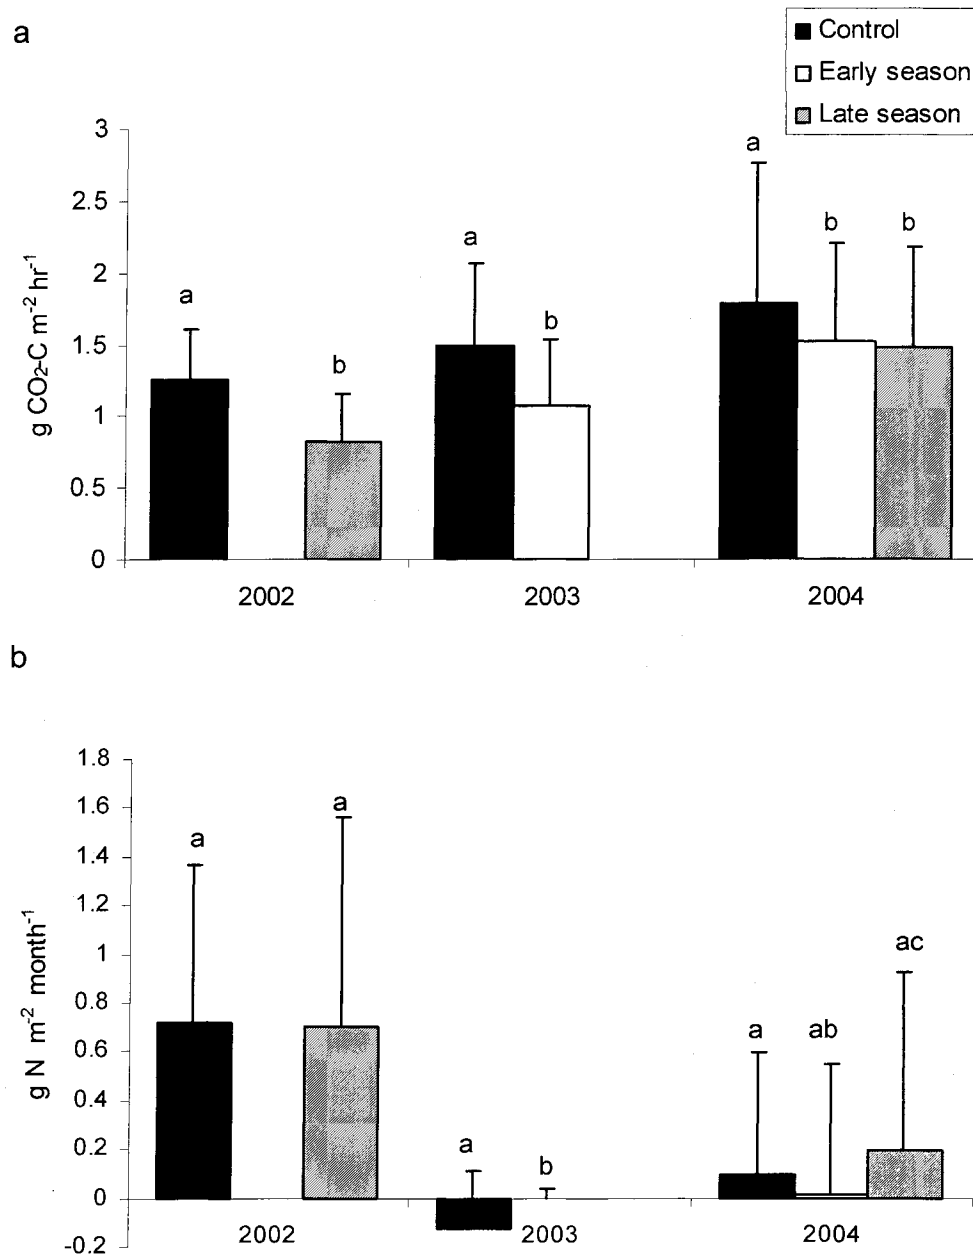 a
Control
Early season
Late season
3
2.5
2
1.5
1
0.5
0
g CO₂-C m⁻² hr⁻¹
a
b
a
b
a
b
b
2002
2003
2004
b
1.8
1.6
1.4
1.2
1
0.8
0.6
0.4
0.2
0
-0.2
g N m⁻² month⁻¹
a
a
a
b
a
ab
ac
2002
2003
2004